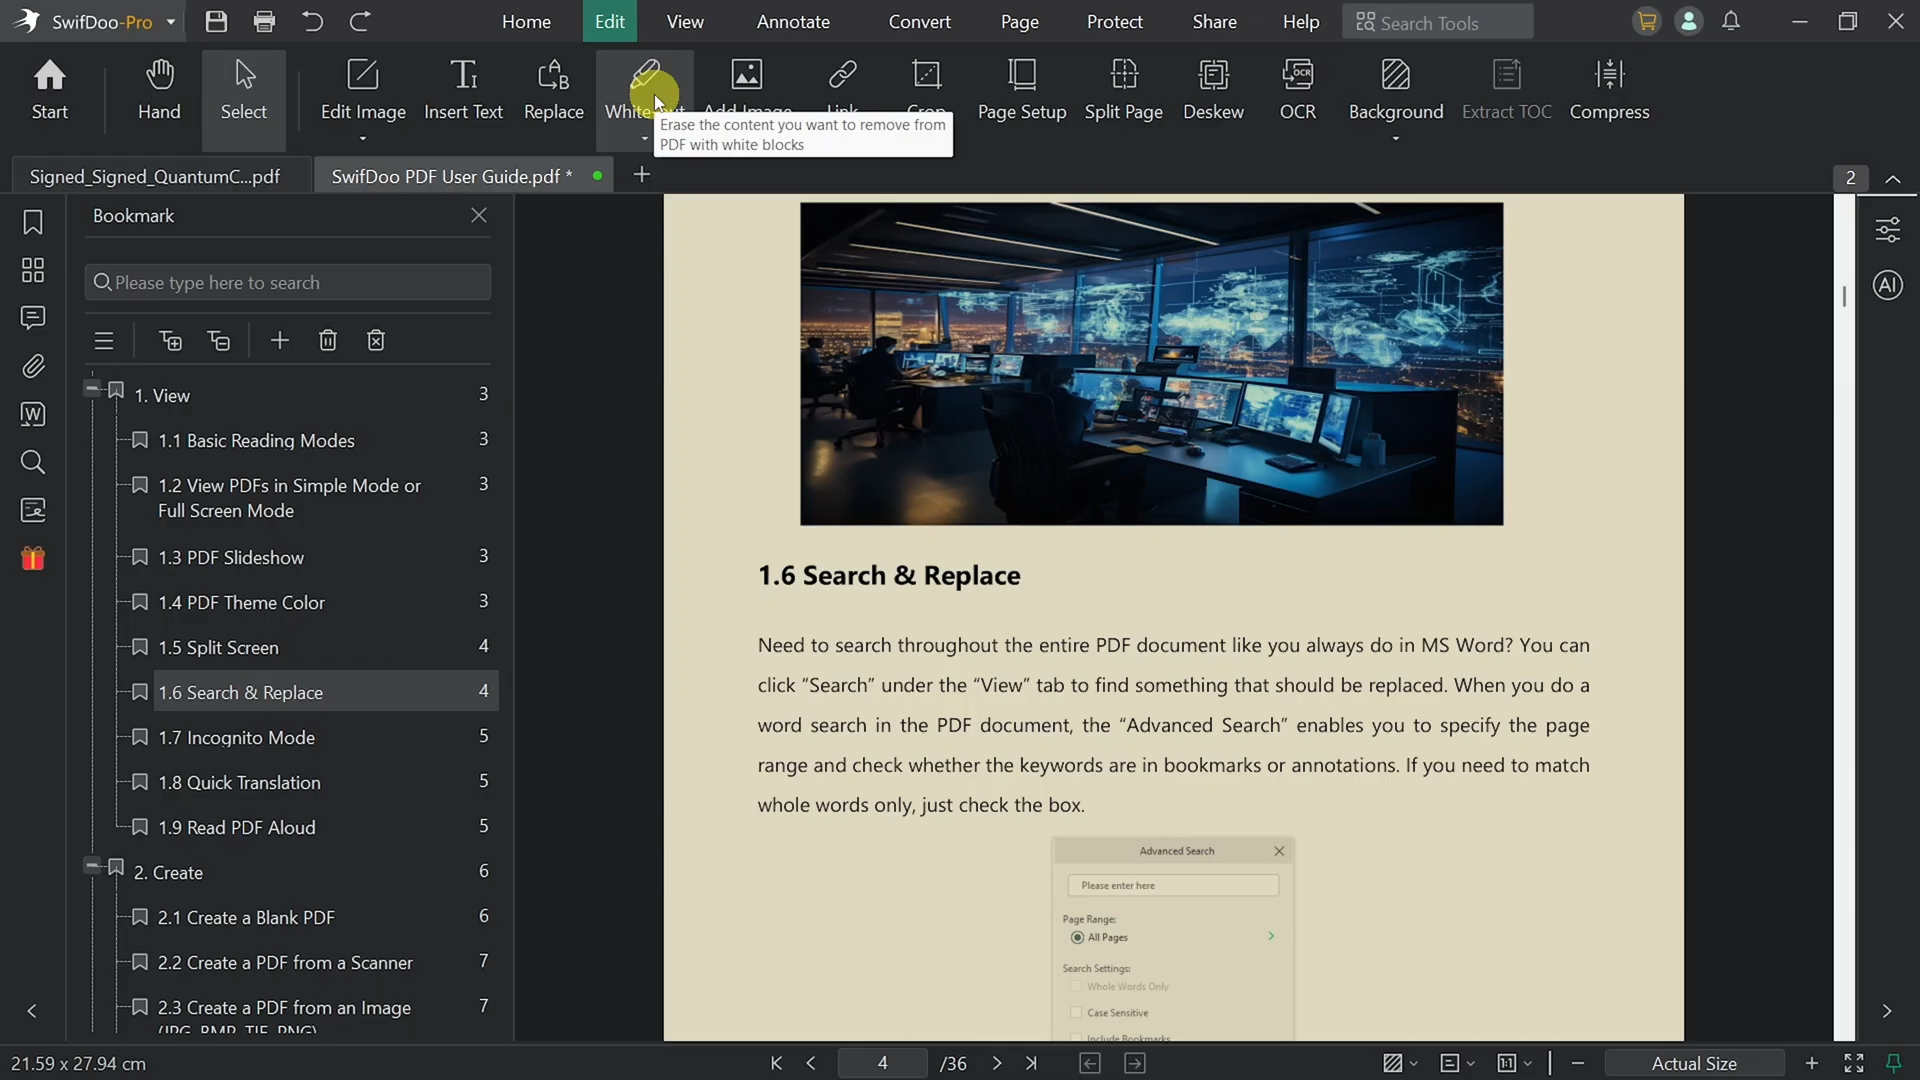 SwifDoo-Pro
Home
Edit
View
Annotate
Convert
Page
Protect
Share
Help
Search Tools
Start
Hand
Select
Edit Image
Insert Text
Replace
Page Setup
Split Page
Deskew
OCR
OCR
Background
Extract TOC
Compress
Erase the content you want to remove from
PDF with white blocks
Signed_Signed_QuantumC...pdf
SwifDoo PDF User Guide.pdf *
2
Bookmark
Please type here to search
AI
W
1. View 3
1.1 Basic Reading Modes 3
1.2 View PDFs in Simple Mode or 3
Full Screen Mode
1.3 PDF Slideshow 3
1.4 PDF Theme Color 3
1.5 Split Screen 4
1.6 Search & Replace 4
1.7 Incognito Mode 5
1.8 Quick Translation 5
1.9 Read PDF Aloud 5
2. Create 6
2.1 Create a Blank PDF 6
2.2 Create a PDF from a Scanner 7
2.3 Create a PDF from an Image 7
(JPG, BMP, TIF, PNG)
1.6 Search & Replace
Need to search throughout the entire PDF document like you always do in MS Word? You can
click “Search” under the “View” tab to find something that should be replaced. When you do a
word search in the PDF document, the “Advanced Search” enables you to specify the page
range and check whether the keywords are in bookmarks or annotations. If you need to match
whole words only, just check the box.
Advanced Search
Please enter here
Page Range:
All Pages
Search Settings:
Whole Words Only
Case Sensitive
Include Bookmarks
21.59 x 27.94 cm
4
/36
1:1
Actual Size